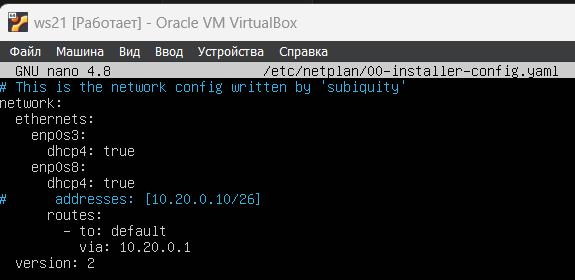 ws21 [Работает] - Oracle VM VirtualBox
Файл Машина Вид Ввод Устройства Справка
GNU nano 4.8 /etc/netplan/00-installer-config.yaml
# This is the network config written by 'subiquity'
network:
  ethernets:
    enp0s3:
      dhcp4: true
    enp0s8:
      dhcp4: true
#      addresses: [10.20.0.10/26]
      routes:
        - to: default
          via: 10.20.0.1
  version: 2